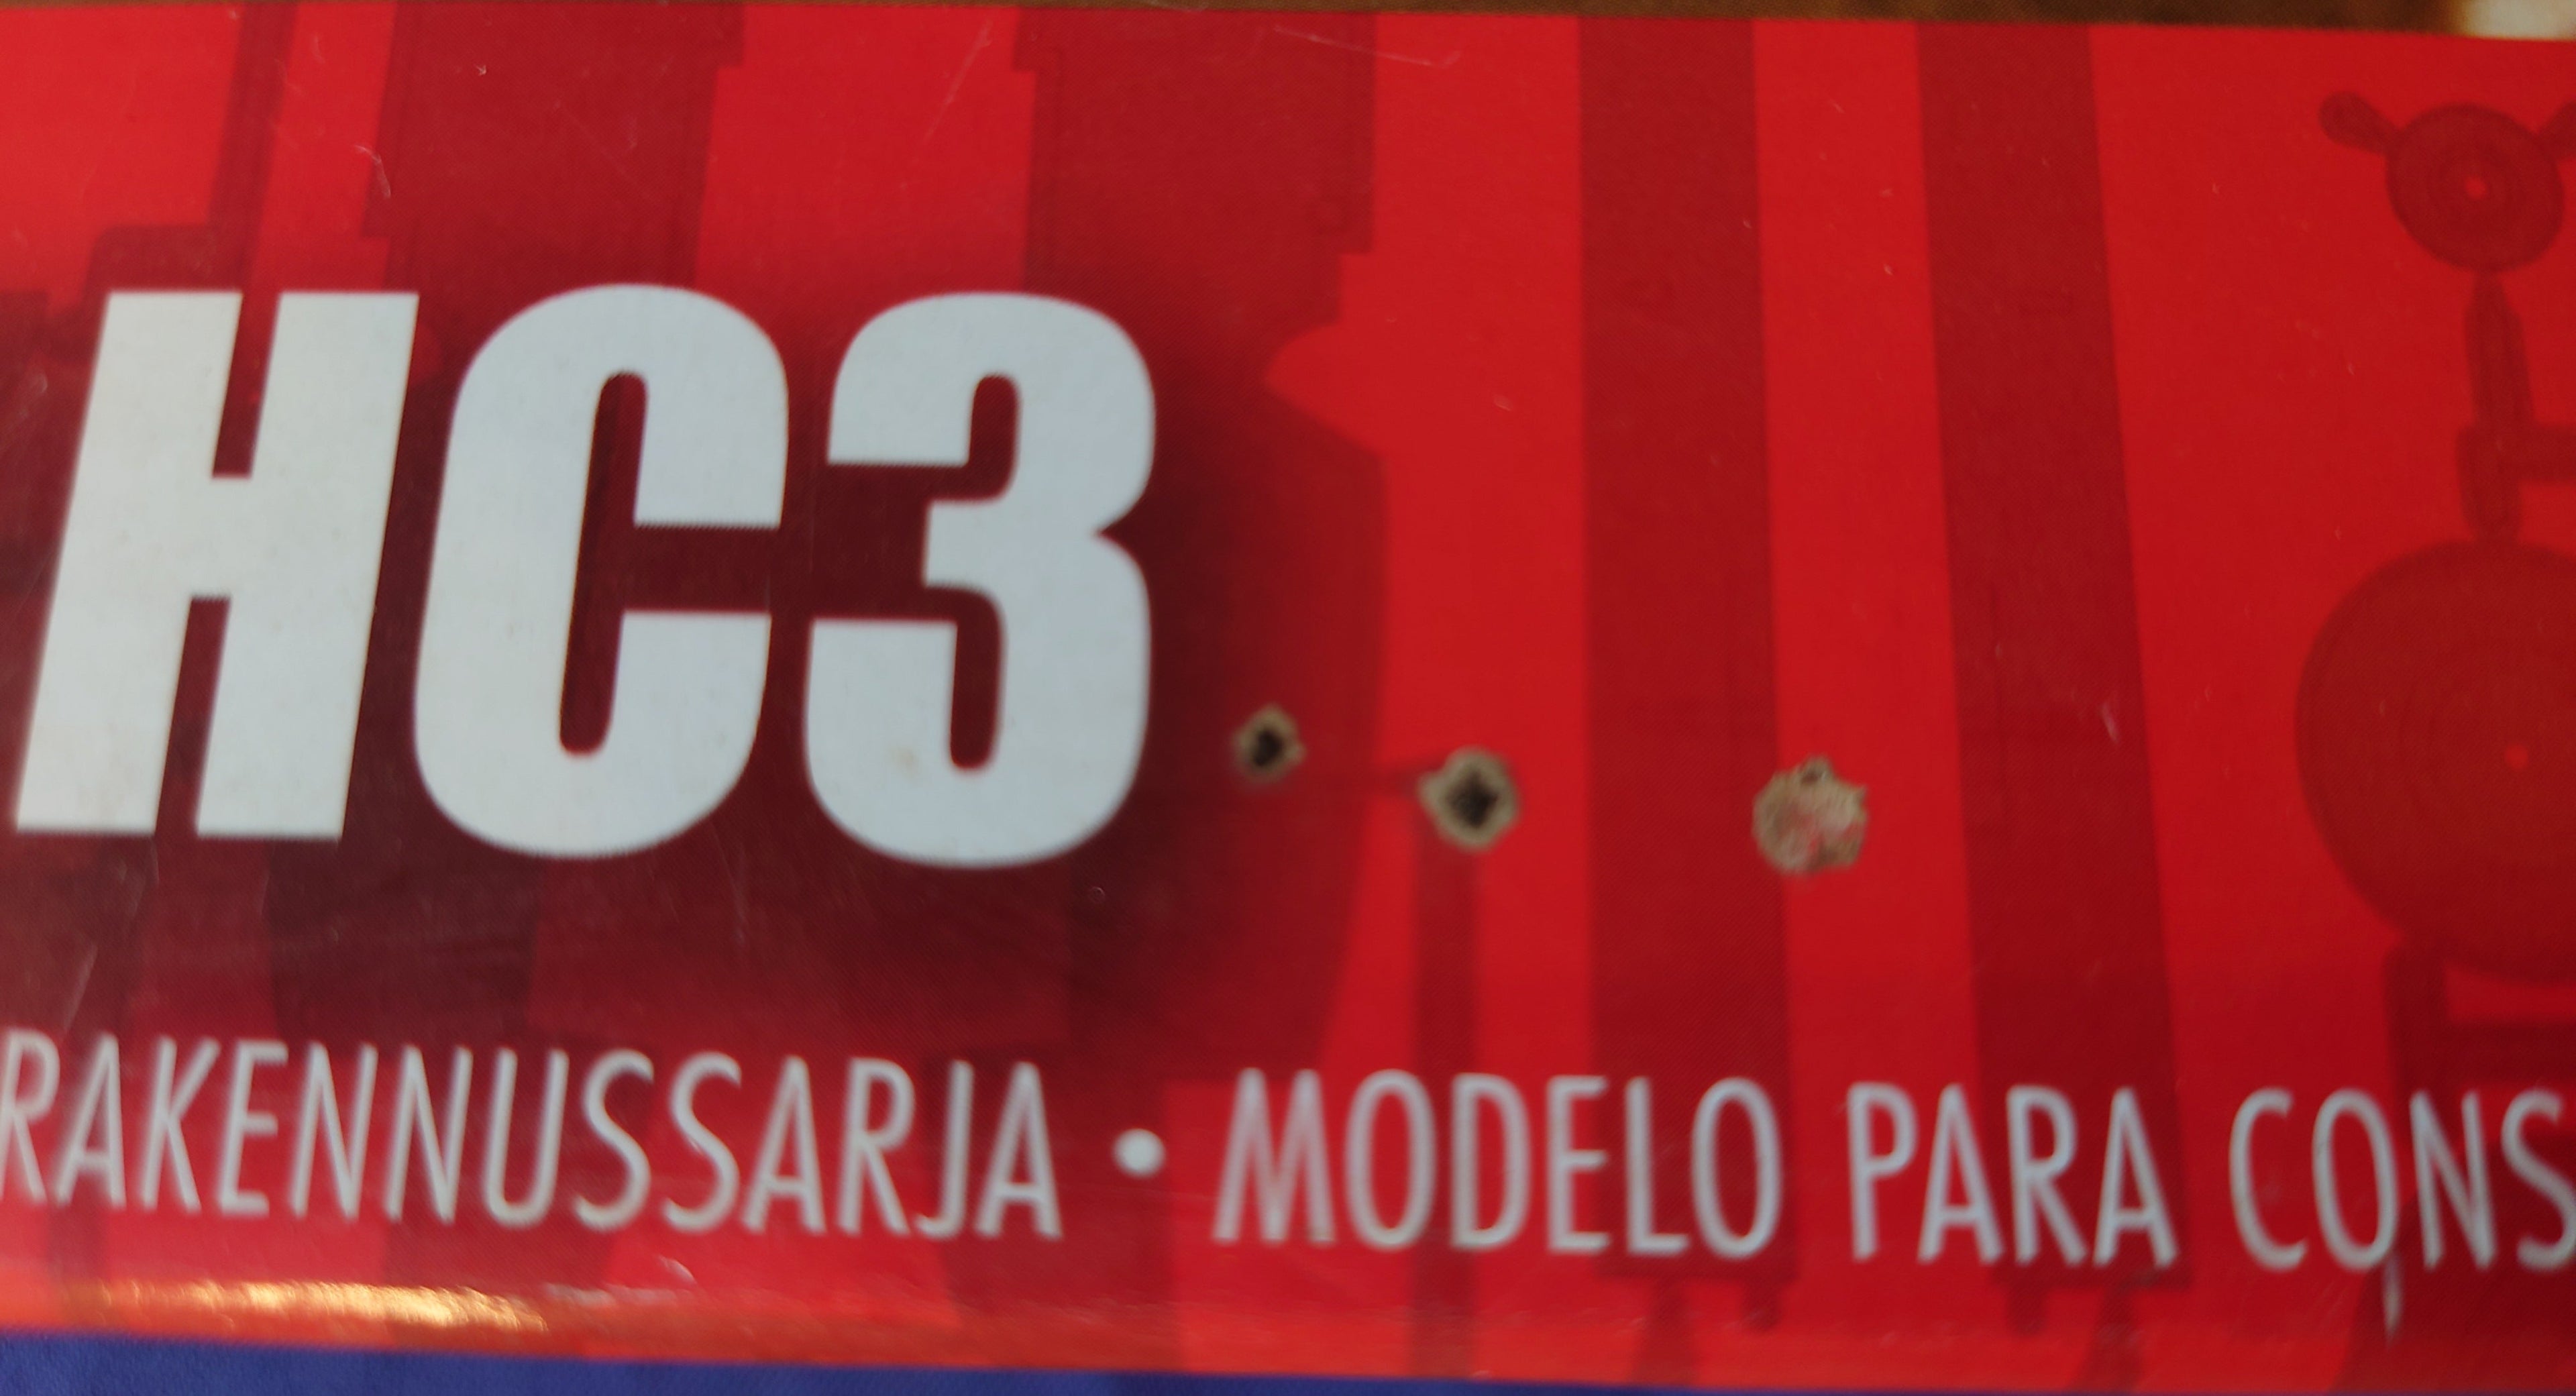 HC3
RAKENNUSSARJA • MODELO PARA CONS